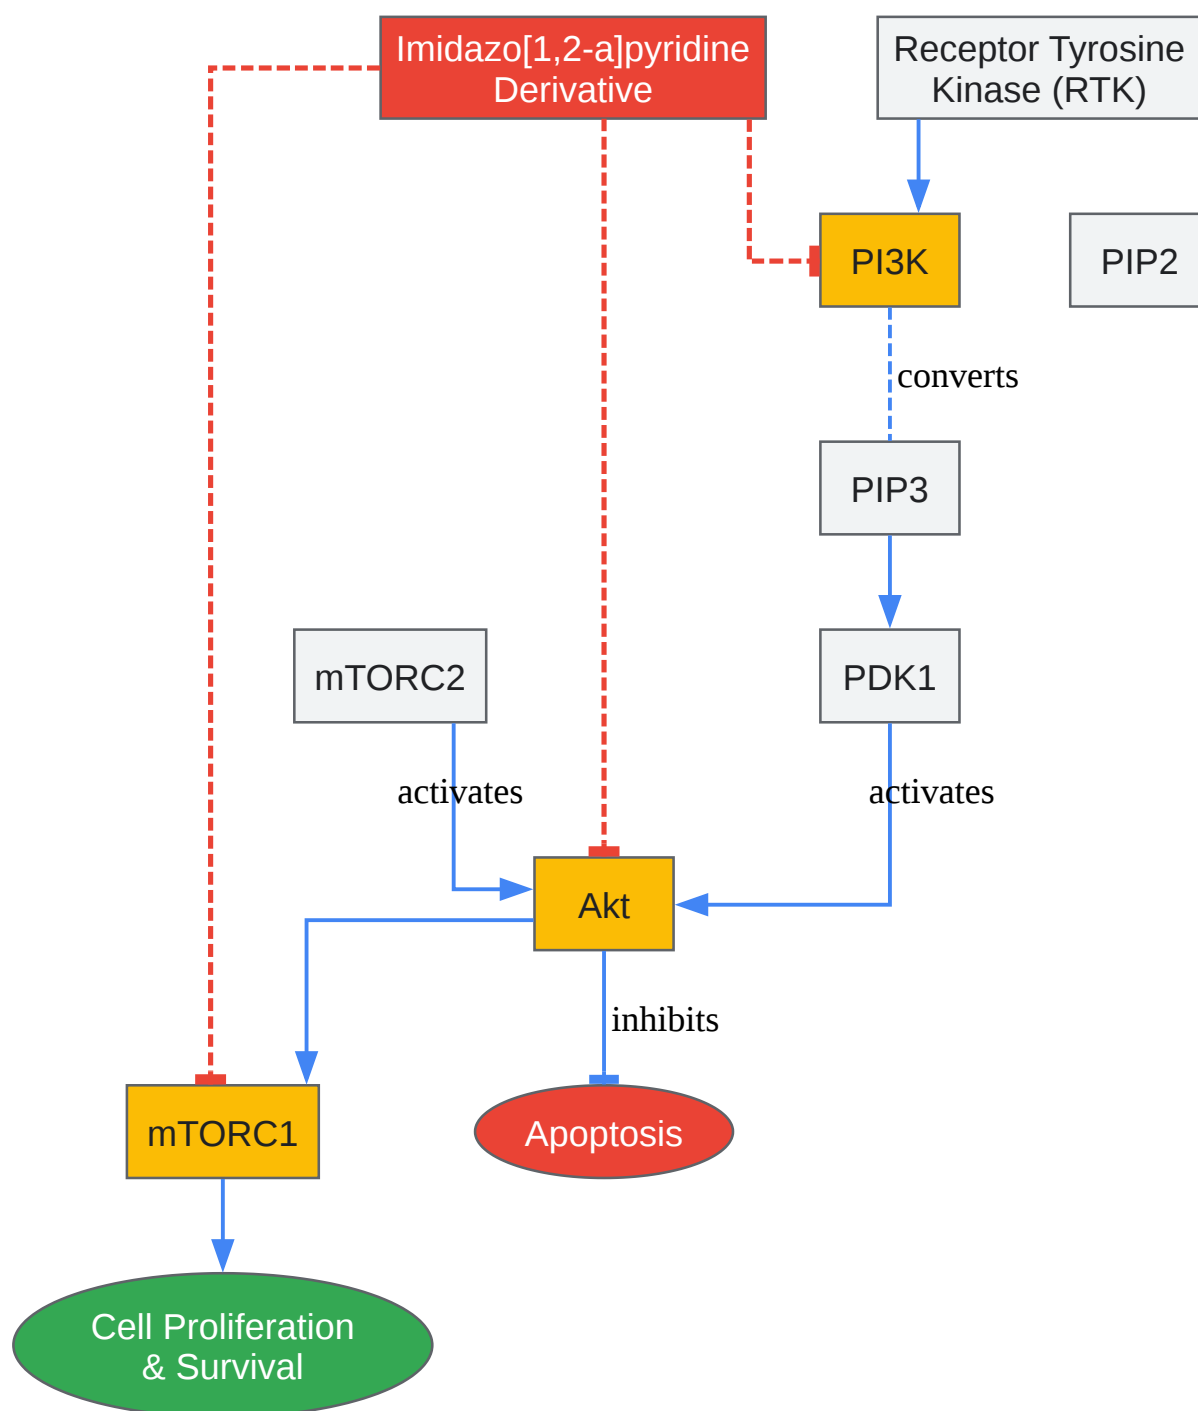 Imidazo[1,2-a]pyridine
Derivative
Receptor Tyrosine
Kinase (RTK)
PI3K
PIP2
converts
PIP3
mTORC2
PDK1
activates
activates
Akt
inhibits
mTORC1
Apoptosis
Cell Proliferation
& Survival